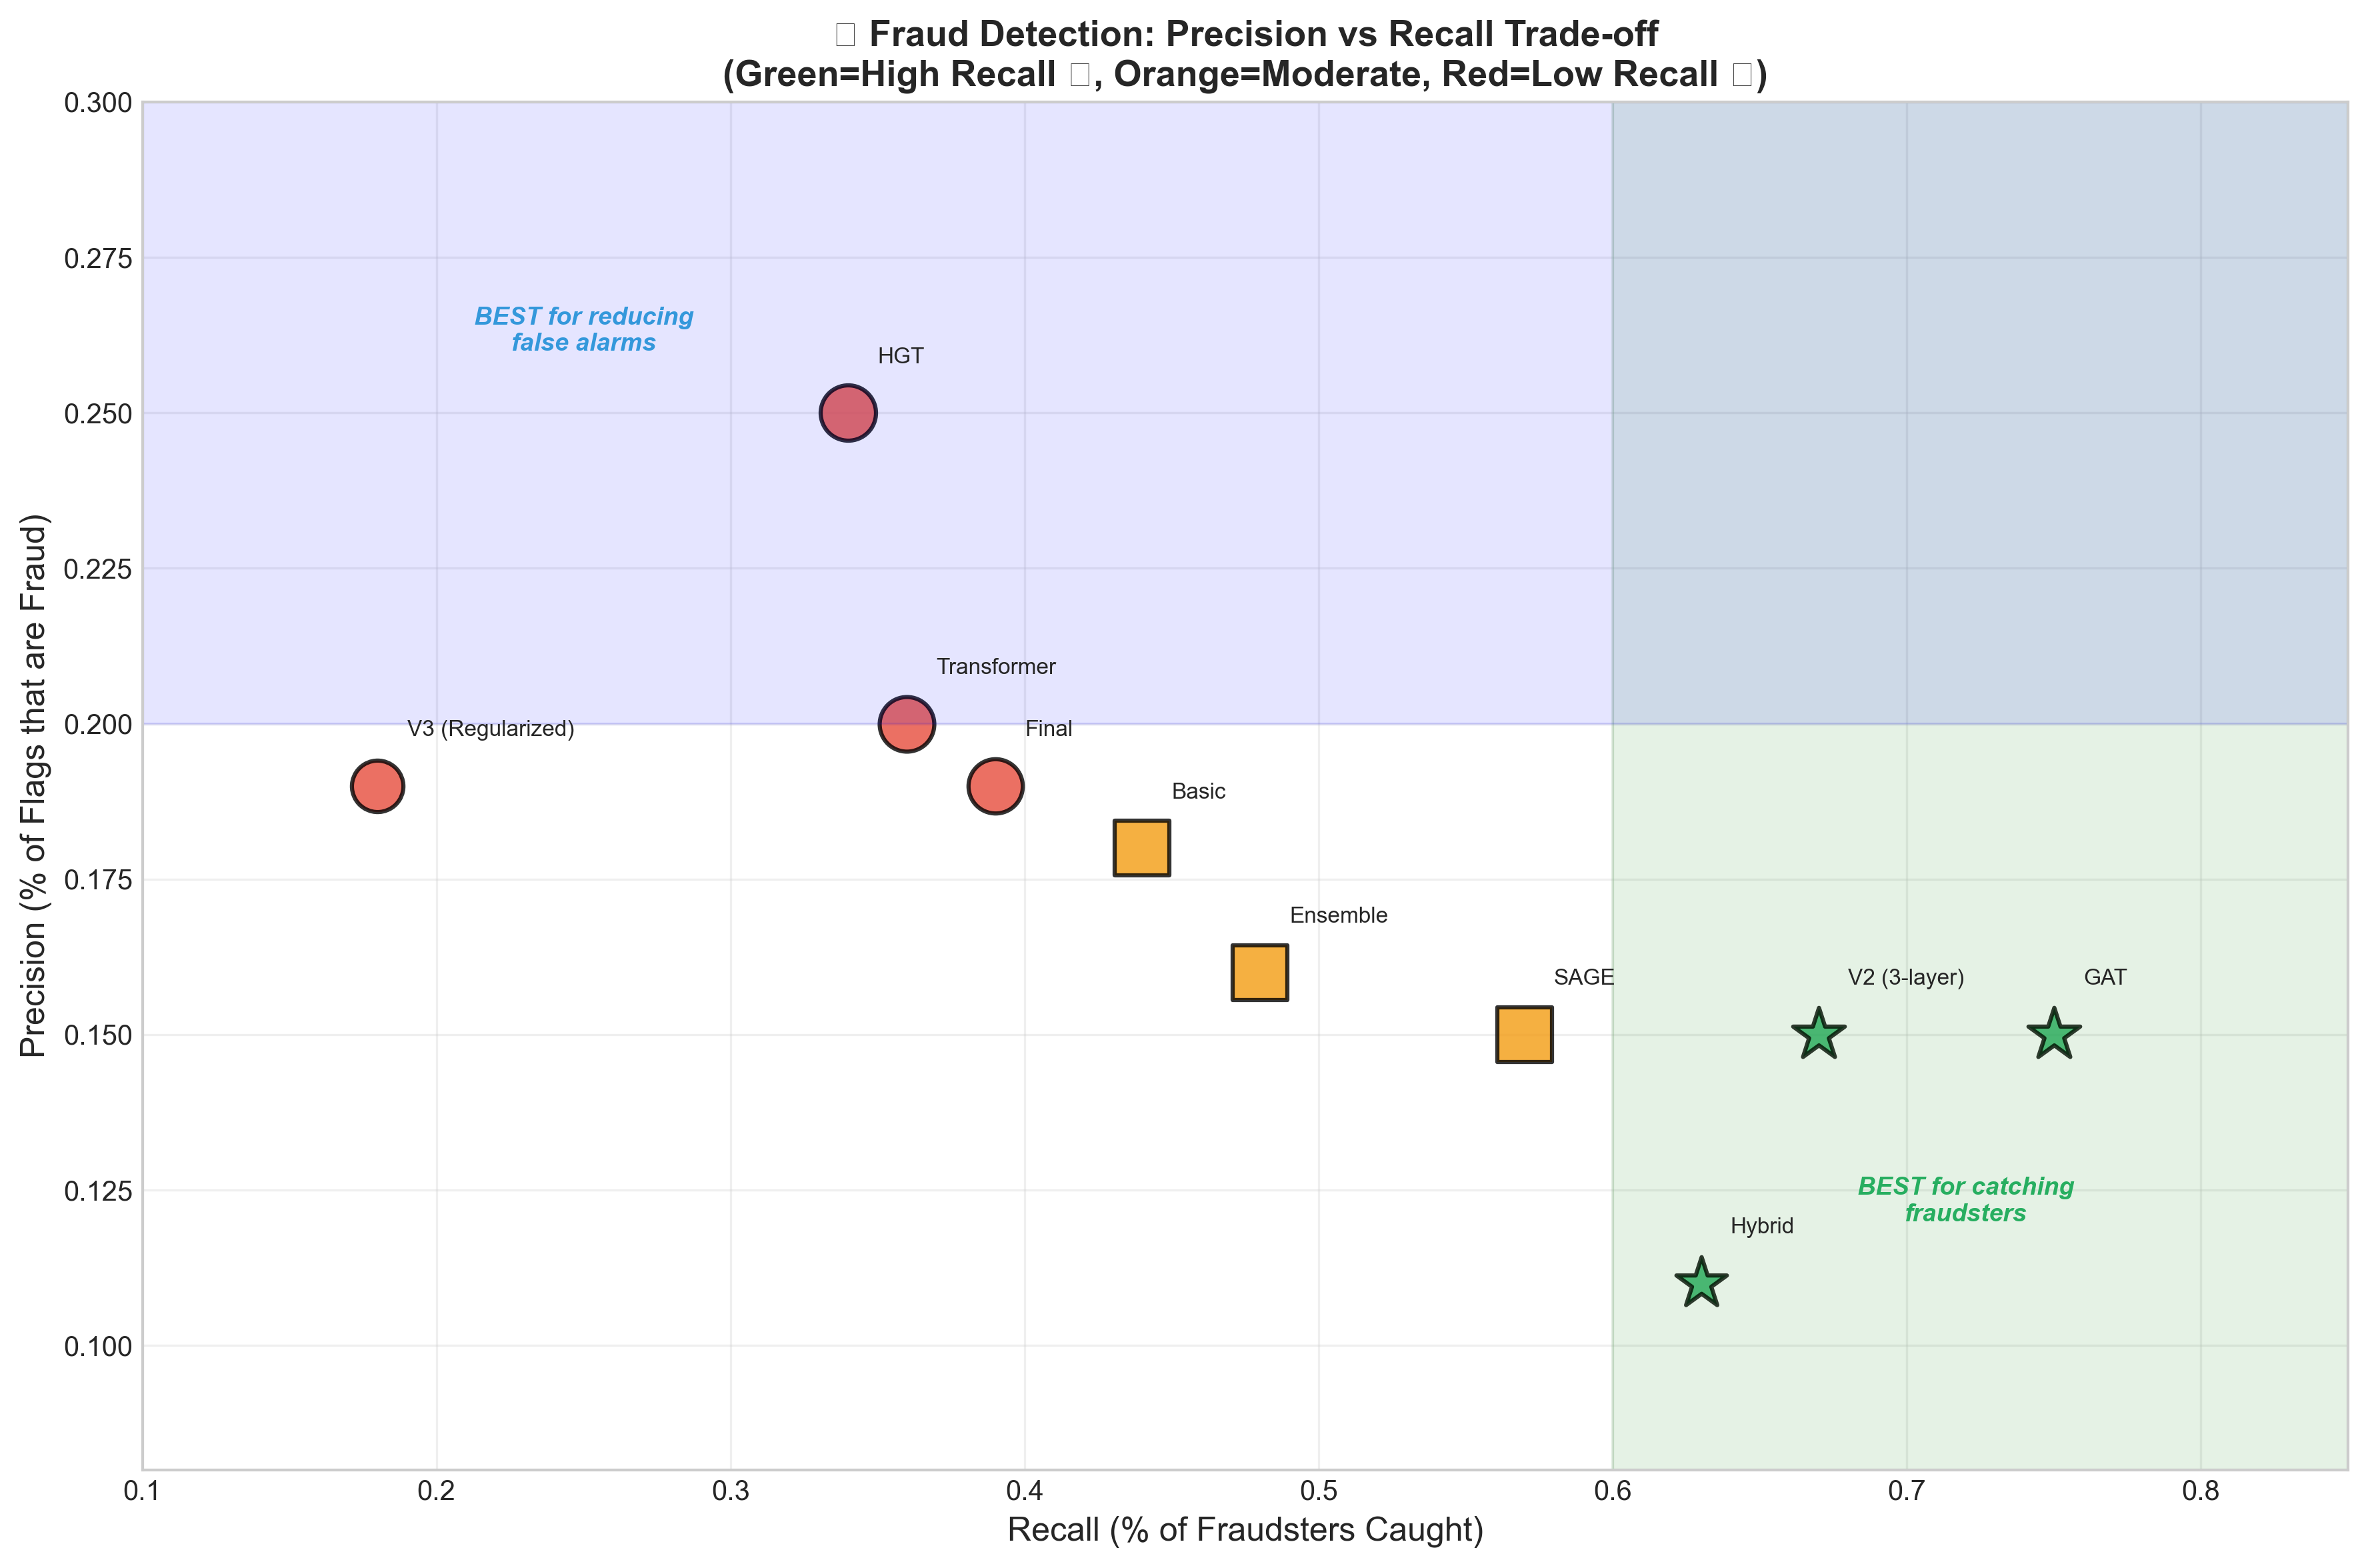 ▯ Fraud Detection: Precision vs Recall Trade-off
(Green=High Recall ▯, Orange=Moderate, Red=Low Recall ▯)
Precision (% of Flags that are Fraud)
0.300
0.275
0.250
0.225
0.200
0.175
0.150
0.125
0.100
BEST for reducing
false alarms
HGT
Transformer
V3 (Regularized)
Final
Basic
Ensemble
SAGE
V2 (3-layer)
GAT
BEST for catching
fraudsters
Hybrid
0.1 0.2 0.3 0.4 0.5 0.6 0.7 0.8
Recall (% of Fraudsters Caught)